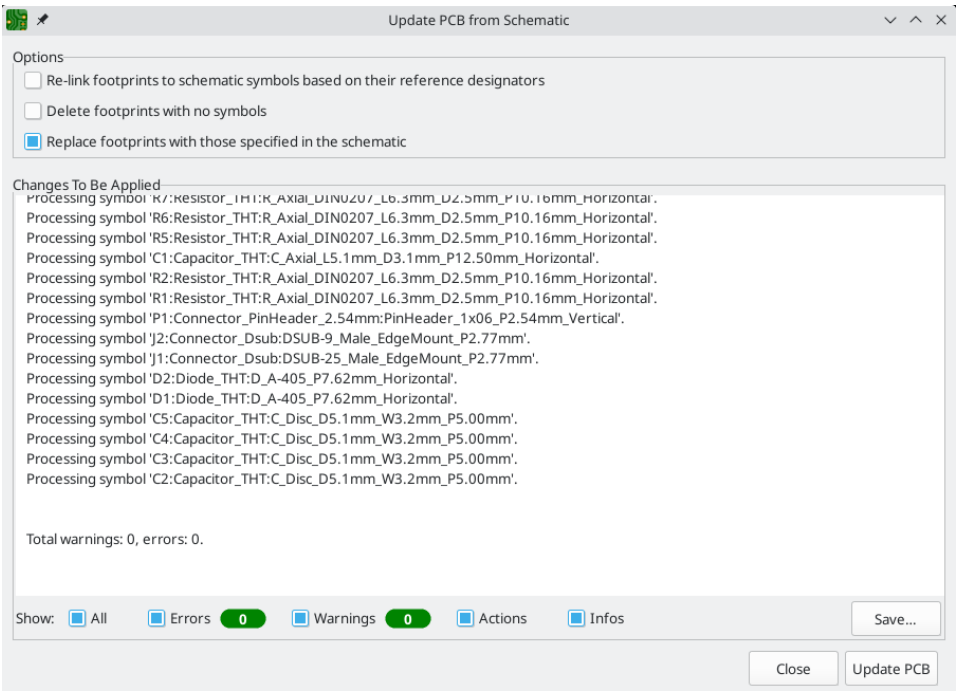 Update PCB from Schematic
Options
Re-link footprints to schematic symbols based on their reference designators
Delete footprints with no symbols
Replace footprints with those specified in the schematic
Changes To Be Applied
Processing symbol 'R7:Resistor_THT:R_Axial_DIN0207_L6.3mm_D2.5mm_P10.16mm_Horizontal'.
Processing symbol 'R6:Resistor_THT:R_Axial_DIN0207_L6.3mm_D2.5mm_P10.16mm_Horizontal'.
Processing symbol 'R5:Resistor_THT:R_Axial_DIN0207_L6.3mm_D2.5mm_P10.16mm_Horizontal'.
Processing symbol 'C1:Capacitor_THT:C_Axial_L5.1mm_D3.1mm_P12.50mm_Horizontal'.
Processing symbol 'R2:Resistor_THT:R_Axial_DIN0207_L6.3mm_D2.5mm_P10.16mm_Horizontal'.
Processing symbol 'R1:Resistor_THT:R_Axial_DIN0207_L6.3mm_D2.5mm_P10.16mm_Horizontal'.
Processing symbol 'P1:Connector_PinHeader_2.54mm:PinHeader_1x06_P2.54mm_Vertical'.
Processing symbol 'J2:Connector_Dsub:DSUB-9_Male_EdgeMount_P2.77mm'.
Processing symbol 'J1:Connector_Dsub:DSUB-25_Male_EdgeMount_P2.77mm'.
Processing symbol 'D2:Diode_THT:D_A-405_P7.62mm_Horizontal'.
Processing symbol 'D1:Diode_THT:D_A-405_P7.62mm_Horizontal'.
Processing symbol 'C5:Capacitor_THT:C_Disc_D5.1mm_W3.2mm_P5.00mm'.
Processing symbol 'C4:Capacitor_THT:C_Disc_D5.1mm_W3.2mm_P5.00mm'.
Processing symbol 'C3:Capacitor_THT:C_Disc_D5.1mm_W3.2mm_P5.00mm'.
Processing symbol 'C2:Capacitor_THT:C_Disc_D5.1mm_W3.2mm_P5.00mm'.
Total warnings: 0, errors: 0.
Show: All Errors 0 Warnings 0 Actions Infos Save...
Close Update PCB